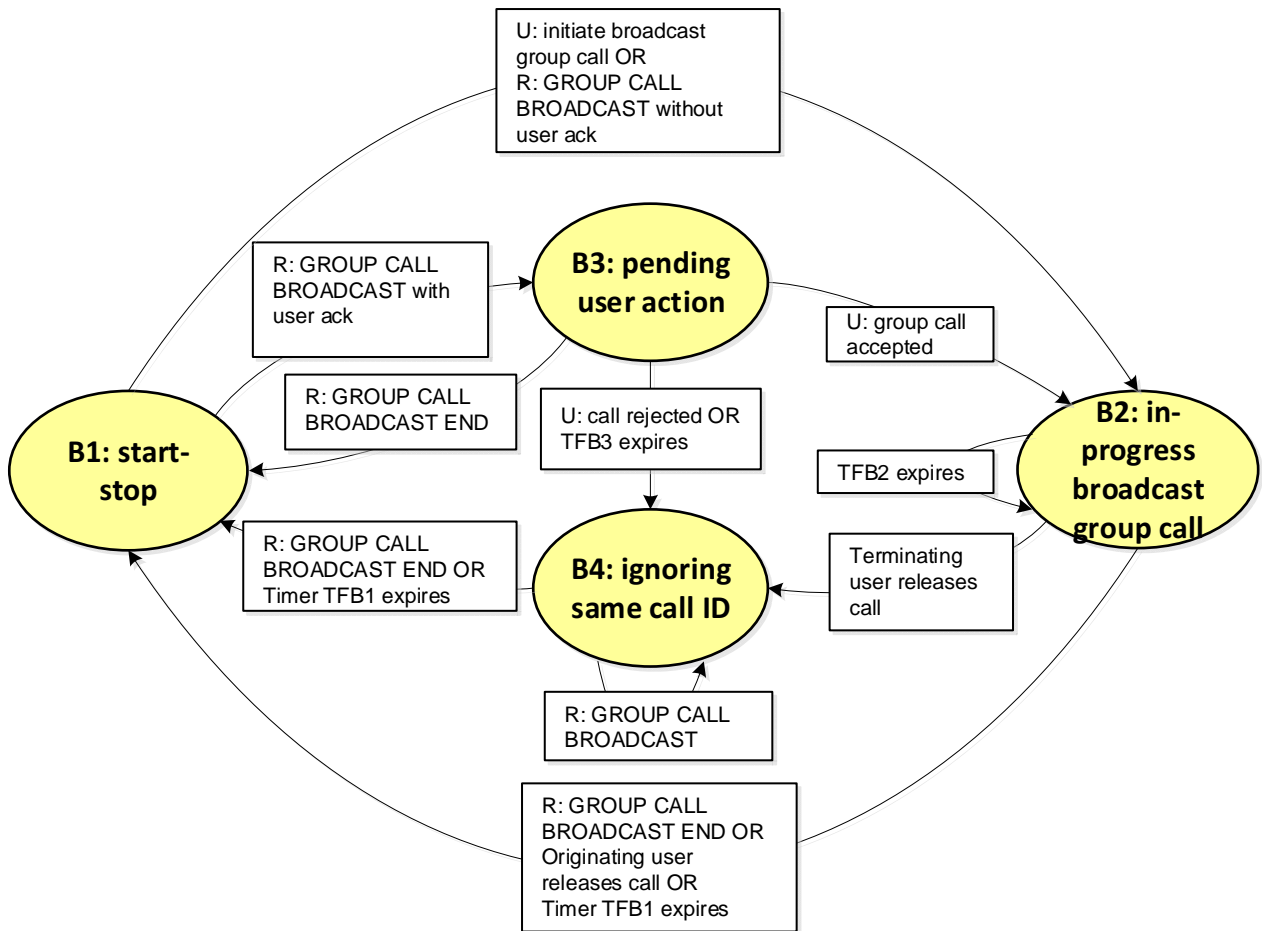 U: initiate broadcast
group call OR
R: GROUP CALL
BROADCAST without
user ack
B3: pending
user action
R: GROUP CALL
BROADCAST with
user ack
U: group call
accepted
R: GROUP CALL
BROADCAST END
U: call rejected OR
TFB3 expires
B1: start-
stop
B2: in-
progress
broadcast
group call
TFB2 expires
R: GROUP CALL
BROADCAST END OR
Timer TFB1 expires
B4: ignoring
same call ID
Terminating
user releases
call
R: GROUP CALL
BROADCAST
R: GROUP CALL
BROADCAST END OR
Originating user
releases call OR
Timer TFB1 expires